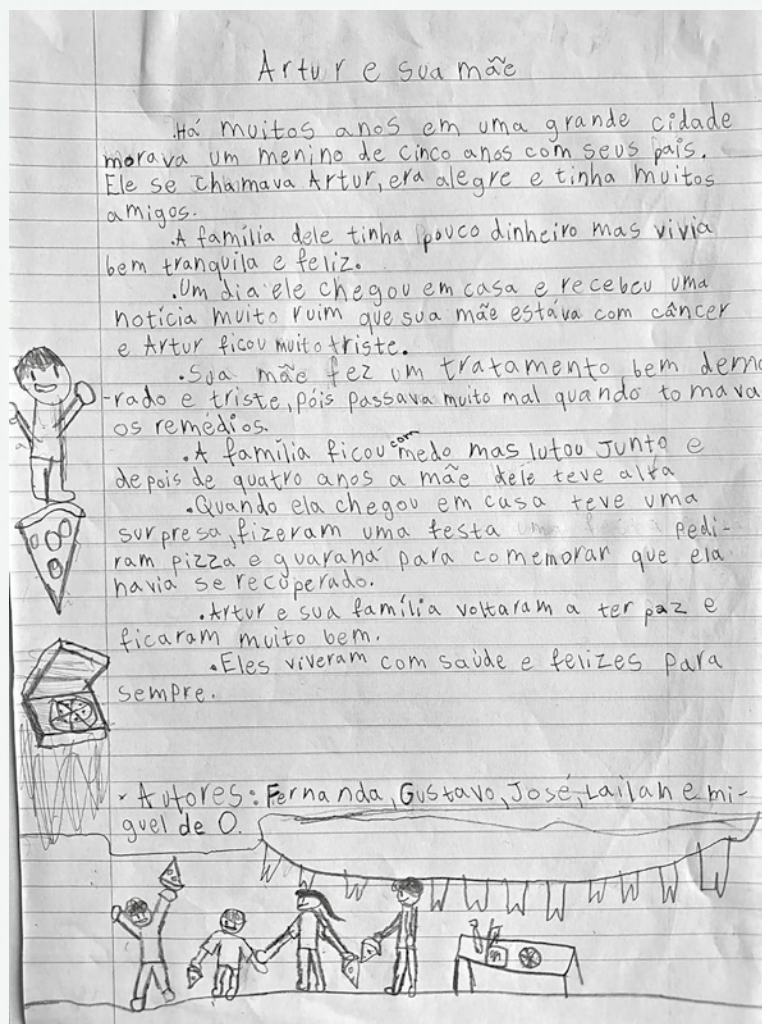 Artur e sua mãe
.Há muitos anos em uma grande cidade
morava um menino de cinco anos com seus pais.
Ele se chamava Artur, era alegre e tinha muitos
amigos.
.A família dele tinha pouco dinheiro mas vivia
bem tranquila e feliz.
.Um dia ele chegou em casa e recebeu uma
notícia muito ruim que sua mãe estava com câncer
e Artur ficou muito triste.
.Sua mãe fez um tratamento bem demo
-rado e triste, pois passava muito mal quando tomava
os remédios.
.A família ficou com medo mas lutou junto e
depois de quatro anos a mãe dele teve alta
.Quando ela chegou em casa teve uma
surpresa, fizeram uma festa pedi-
ram pizza e guaraná para comemorar que ela
havia se recuperado.
.Artur e sua família voltaram a ter paz e
ficaram muito bem.
.Eles viveram com saúde e felizes para
sempre.
- Autores: Fernanda, Gustavo, José, Lailah e mi-
guel de O.